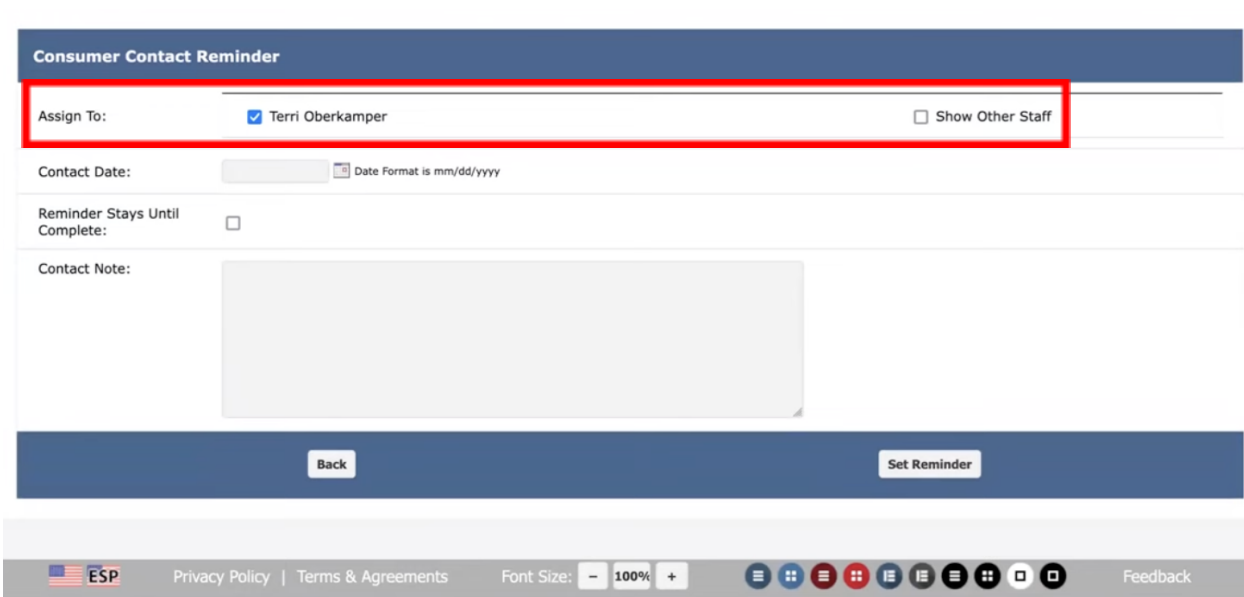 Consumer Contact Reminder
Assign To: Terri Oberkamper Show Other Staff
Contact Date: Date Format is mm/dd/yyyy
Reminder Stays Until
Complete:
Contact Note:
Back Set Reminder
ESP Privacy Policy | Terms & Agreements Font Size: − 100% + Feedback